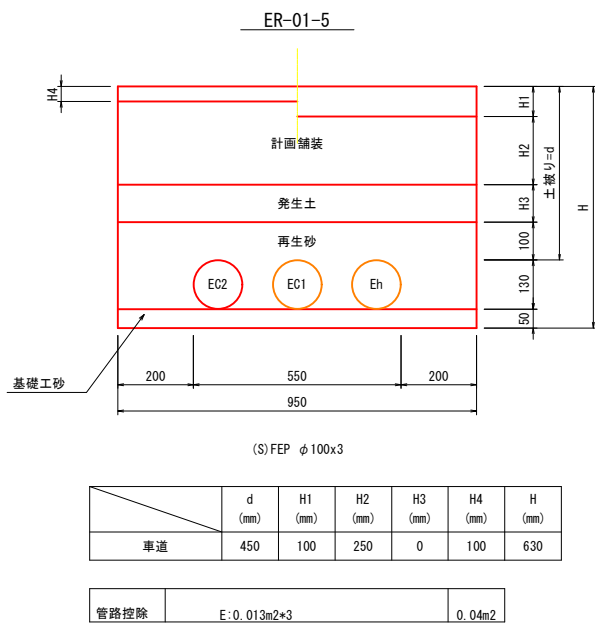 ER-01-5
H4
H1
計画舗装
H2
土被り=d
H
発生土
H3
再生砂
100
EC2
EC1
Eh
130
50
基礎工砂
200
550
200
950
(S)FEP φ100x3
d H1 H2 H3 H4 H
(mm) (mm) (mm) (mm) (mm) (mm)
車道 450 100 250 0 100 630
管路控除 E:0.013m2*3 0.04m2